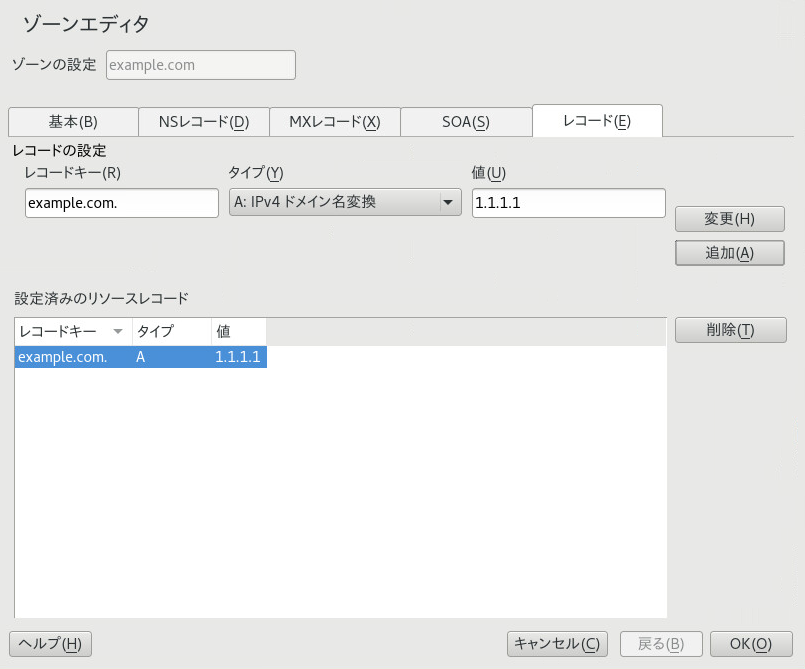 ゾーンエディタ
ゾーンの設定 example.com
基本(B) NSレコード(D) MXレコード(X) SOA(S) レコード(E)
レコードの設定
レコードキー(R) タイプ(Y) 値(U)
example.com. A: IPv4 ドメイン名変換 1.1.1.1
変更(H)
追加(A)
設定済みのリソースレコード
レコードキー タイプ 値 削除(T)
example.com. A 1.1.1.1
ヘルプ(H) キャンセル(C) 戻る(B) OK(O)